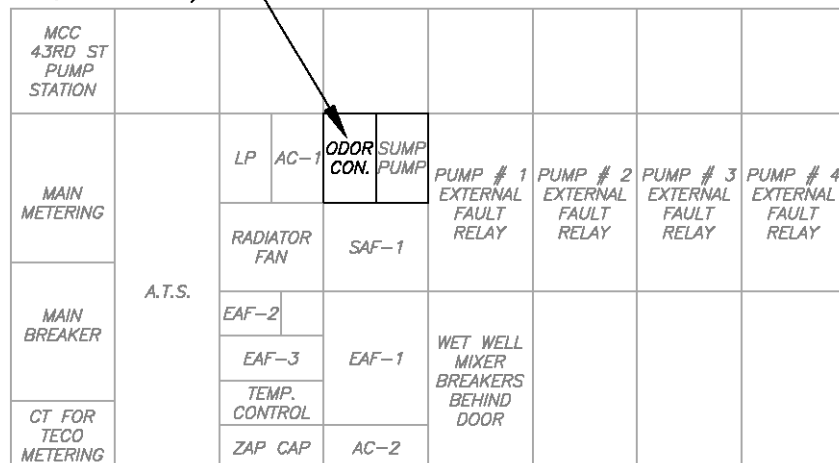 MCC
43RD ST
PUMP
STATION
MAIN
METERING
MAIN
BREAKER
CT FOR
TECO
METERING
A.T.S.
LP
AC-1
RADIATOR
FAN
EAF-2
EAF-3
TEMP.
CONTROL
ZAP CAP
ODOR
CON.
SUMP
PUMP
SAF-1
EAF-1
AC-2
PUMP # 1
EXTERNAL
FAULT
RELAY
WET WELL
MIXER
BREAKERS
BEHIND
DOOR
PUMP # 2
EXTERNAL
FAULT
RELAY
PUMP # 3
EXTERNAL
FAULT
RELAY
PUMP # 4
EXTERNAL
FAULT
RELAY